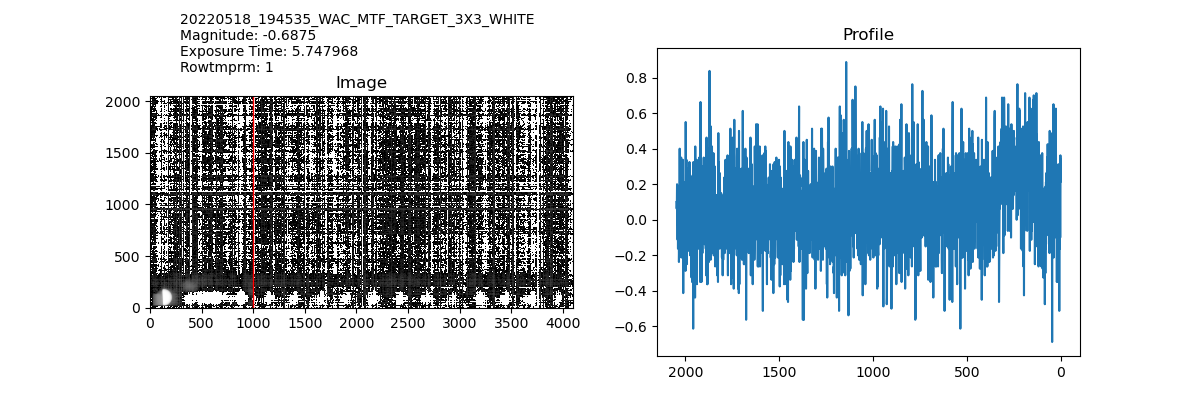 20220518_194535_WAC_MTF_TARGET_3X3_WHITE
Magnitude: -0.6875
Exposure Time: 5.747968
Rowtmprm: 1
Image
2000
1500
1000
500
0
0 500 1000 1500 2000 2500 3000 3500 4000
Profile
0.8
0.6
0.4
0.2
0.0
−0.2
−0.4
−0.6
2000 1500 1000 500 0